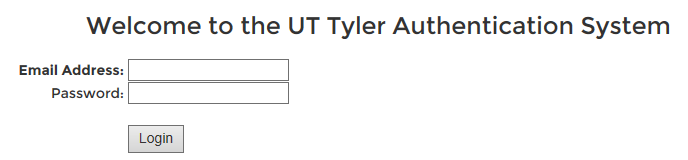 Welcome to the UT Tyler Authentication System
Email Address:
Password:
Login